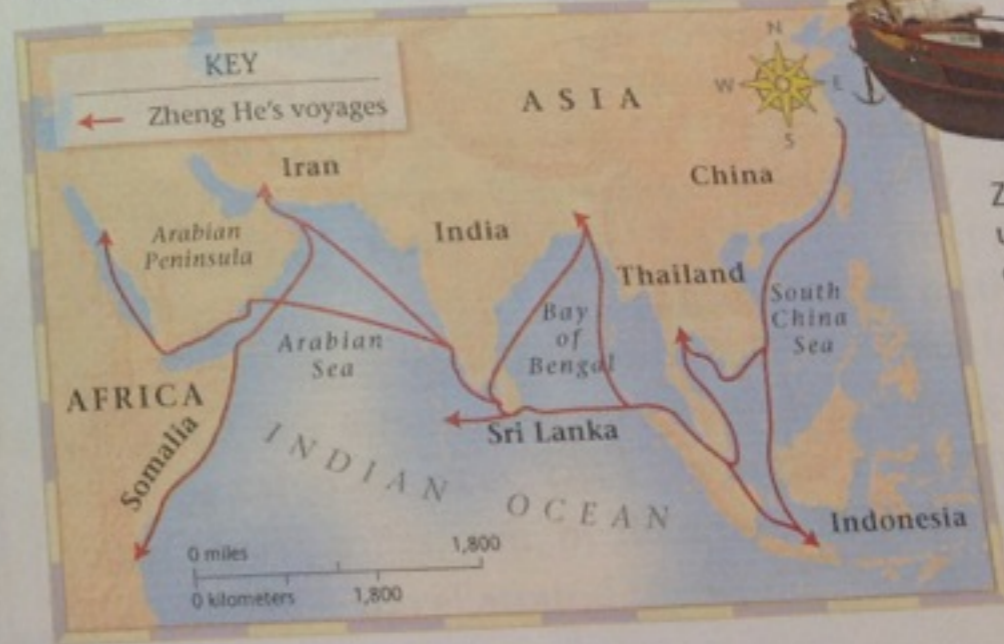 KEY
Zheng He's voyages
N
W
E
S
ASIA
Iran
China
Arabian
Peninsula
India
Thailand
South
China
Sea
Bay
of
Bengal
Arabian
Sea
AFRICA
Somalia
Sri Lanka
INDIAN OCEAN
Indonesia
0 miles
1,800
0 kilometers
1,800
Z
u